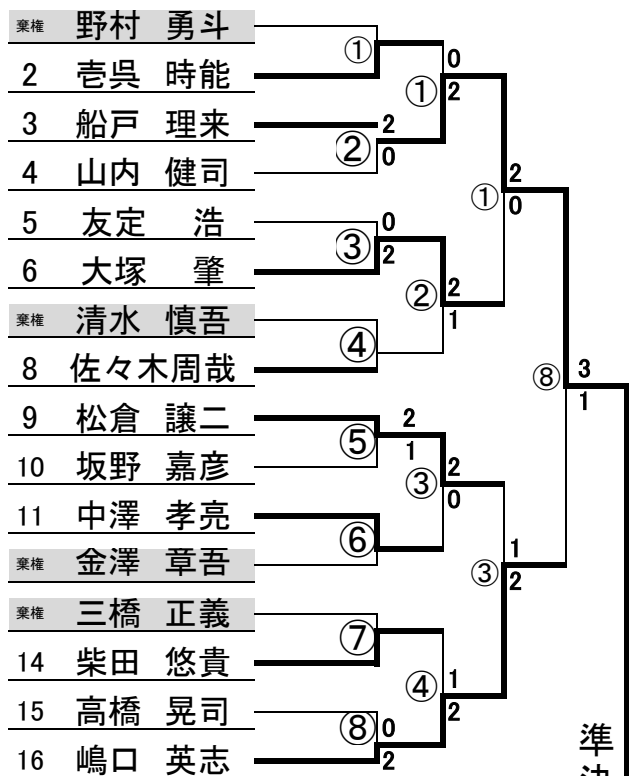 棄権 野村 勇斗
2 壱呉 時能
3 船戸 理来
4 山内 健司
5 友定 浩
6 大塚 肇
棄権 清水 慎吾
8 佐々木周哉
9 松倉 譲二
10 坂野 嘉彦
11 中澤 孝亮
棄権 金澤 章吾
棄権 三橋 正義
14 柴田 悠貴
15 高橋 晃司
16 嶋口 英志
①
② 2 0
③ 0 2
④
⑤ 2 1
⑥
⑦
⑧ 0 2
① 0 2
② 2 1
③ 2 0
④ 1 2
① 2 0
③ 1 2
⑧ 3 1
準